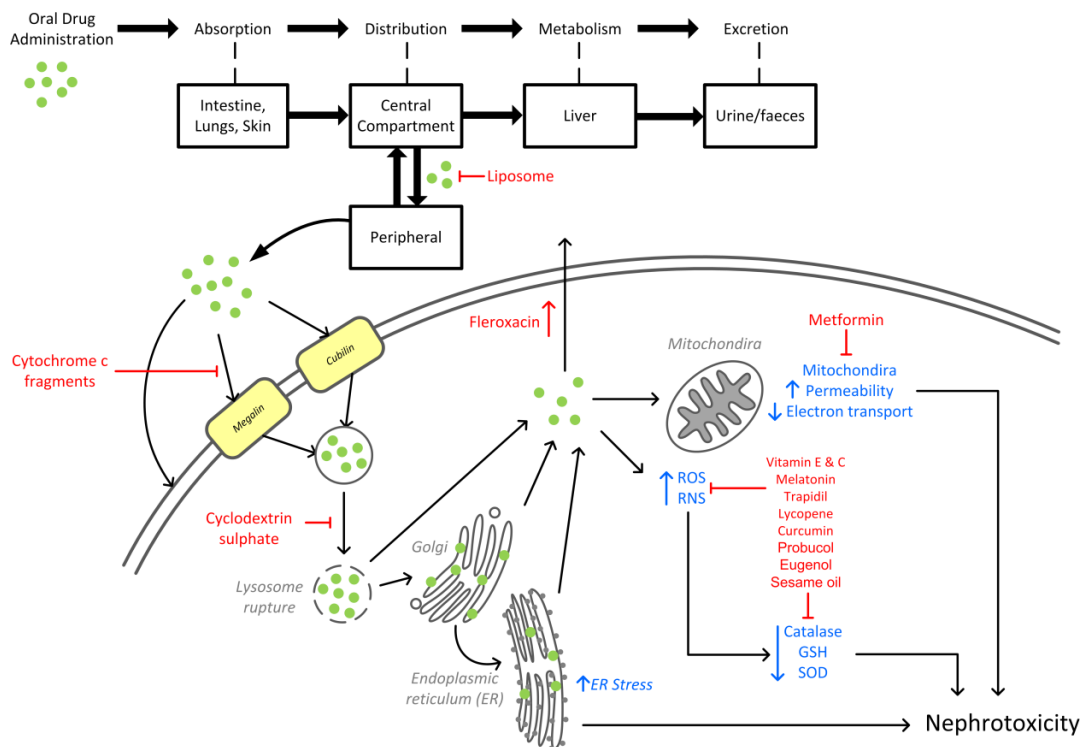 Oral Drug
Administration
Absorption
Distribution
Metabolism
Excretion
Intestine,
Lungs, Skin
Central
Compartment
Liver
Urine/faeces
Liposome
Peripheral
Fleroxacin
Metformin
Cytochrome c
fragments
Cubilin
Megalin
Mitochondira
Mitochondira
Permeability
Electron transport
ROS
RNS
Vitamin E & C
Melatonin
Trapidil
Lycopene
Curcumin
Probucol
Eugenol
Sesame oil
Cyclodextrin
sulphate
Golgi
Lysosome
rupture
Endoplasmic
reticulum (ER)
ER Stress
Catalase
GSH
SOD
Nephrotoxicity